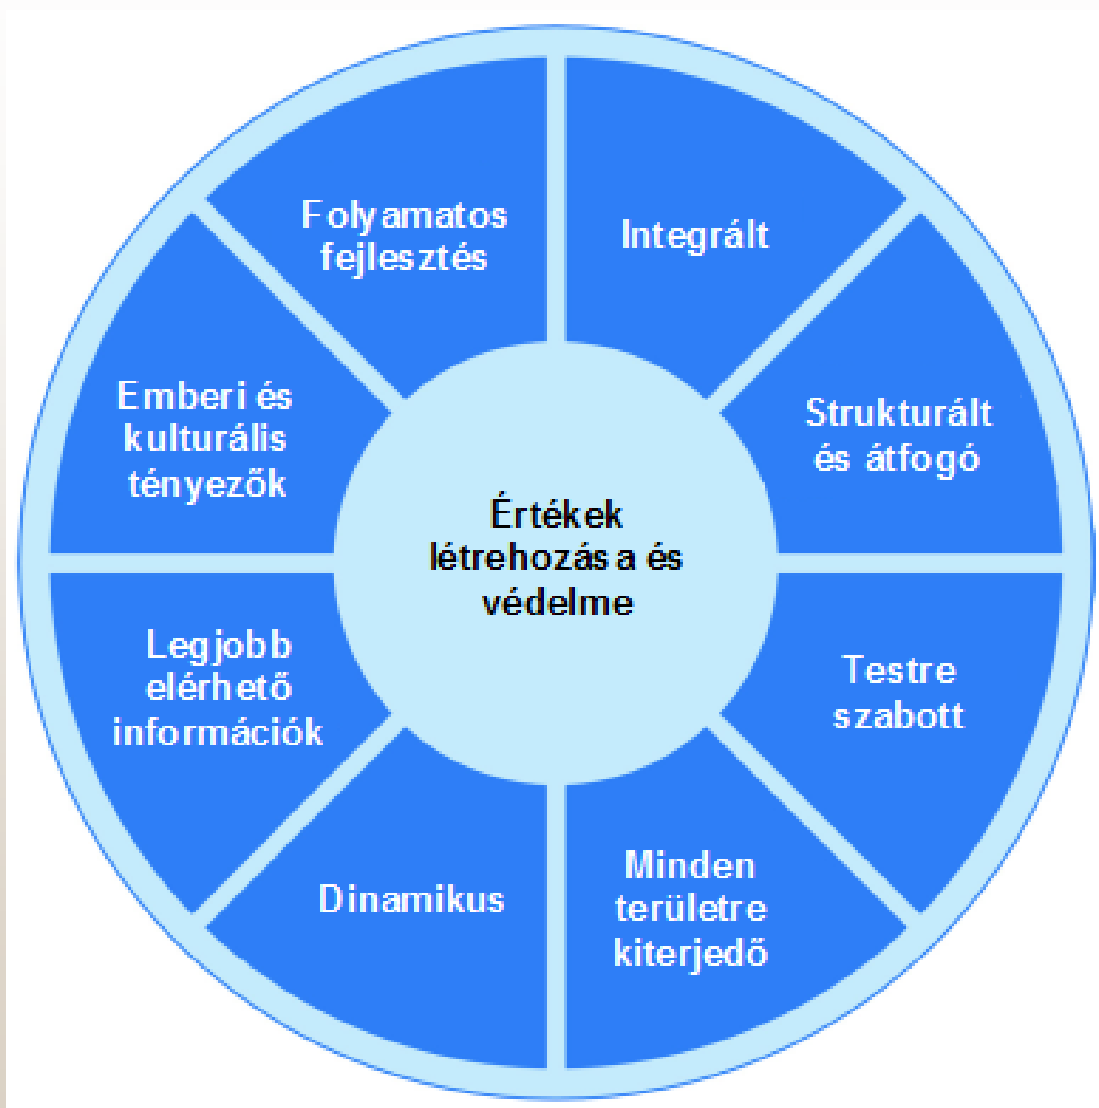 Integrált
Strukturált
és átfogó
Testre
szabott
Minden
területre
kiterjedő
Dinamikus
Legjobb
elérhető
információk
Emberi és
kulturális
tényezők
Folyamatos
fejlesztés
Értékek
létrehozása és
védelme